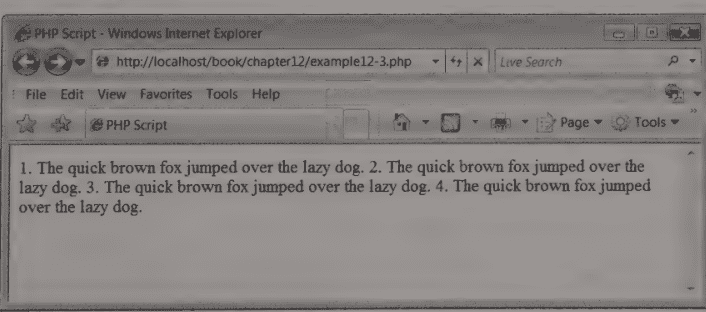 PHP Script - Windows Internet Explorer
http://localhost/book/chapter12/example12-3.php Live Search
File Edit View Favorites Tools Help
PHP Script Page Tools
1. The quick brown fox jumped over the lazy dog. 2. The quick brown fox jumped over the
lazy dog. 3. The quick brown fox jumped over the lazy dog. 4. The quick brown fox jumped
over the lazy dog.